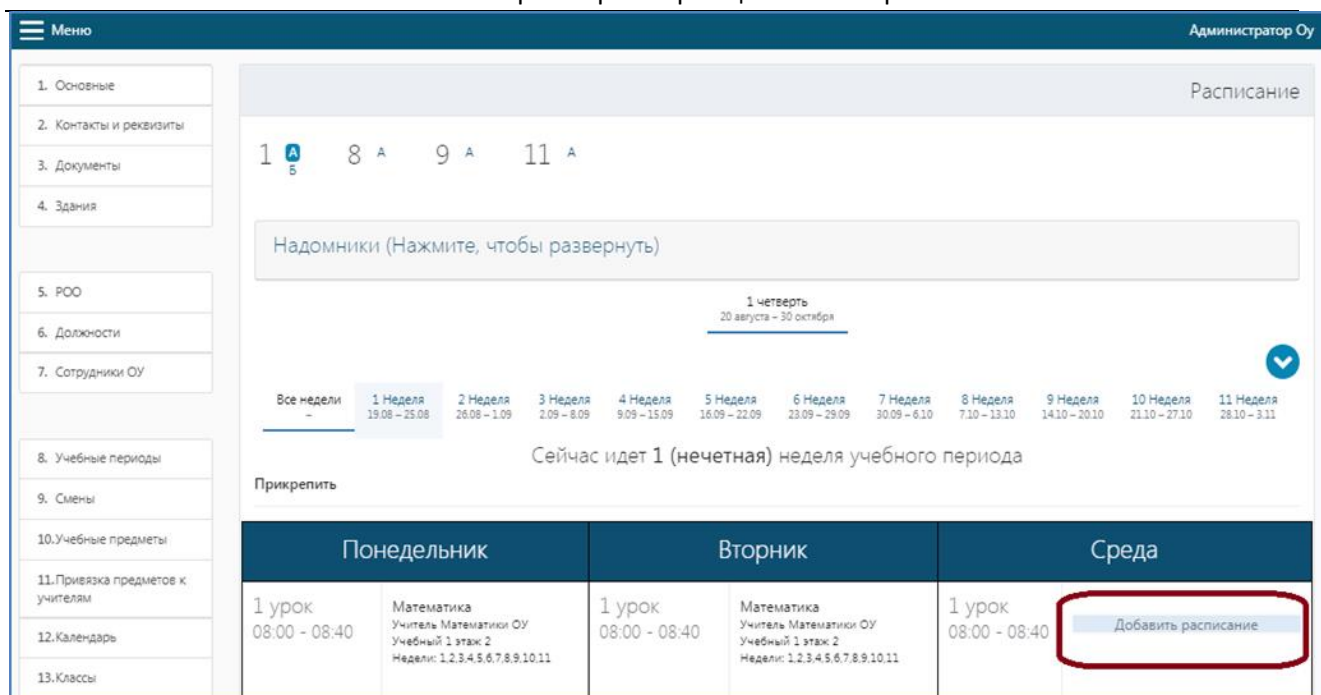 Меню
Администратор Оу
1. Основные
2. Контакты и реквизиты
3. Документы
4. Здания
5. РОО
6. Должности
7. Сотрудники ОУ
8. Учебные периоды
9. Смены
10.Учебные предметы
11.Привязка предметов к
учителям
12.Календарь
13.Классы
Расписание
1 А 8 А 9 А 11 А
Б
Надомники (Нажмите, чтобы развернуть)
1 четверть
20 августа – 30 октября
Все недели 1 Неделя 2 Неделя 3 Неделя 4 Неделя 5 Неделя 6 Неделя 7 Неделя 8 Неделя 9 Неделя 10 Неделя 11 Неделя
– 19.08 – 25.08 26.08 – 1.09 2.09 – 8.09 9.09 – 15.09 16.09 – 22.09 23.09 – 29.09 30.09 – 6.10 7.10 – 13.10 14.10 – 20.10 21.10 – 27.10 28.10 – 3.11
Сейчас идет 1 (нечетная) неделя учебного периода
Прикрепить
Понедельник Вторник Среда
1 урок
08:00 - 08:40
Математика
Учитель Математики ОУ
Учебный 1 этаж 2
Недели: 1,2,3,4,5,6,7,8,9,10,11
1 урок
08:00 - 08:40
Математика
Учитель Математики ОУ
Учебный 1 этаж 2
Недели: 1,2,3,4,5,6,7,8,9,10,11
1 урок
08:00 - 08:40
Добавить расписание